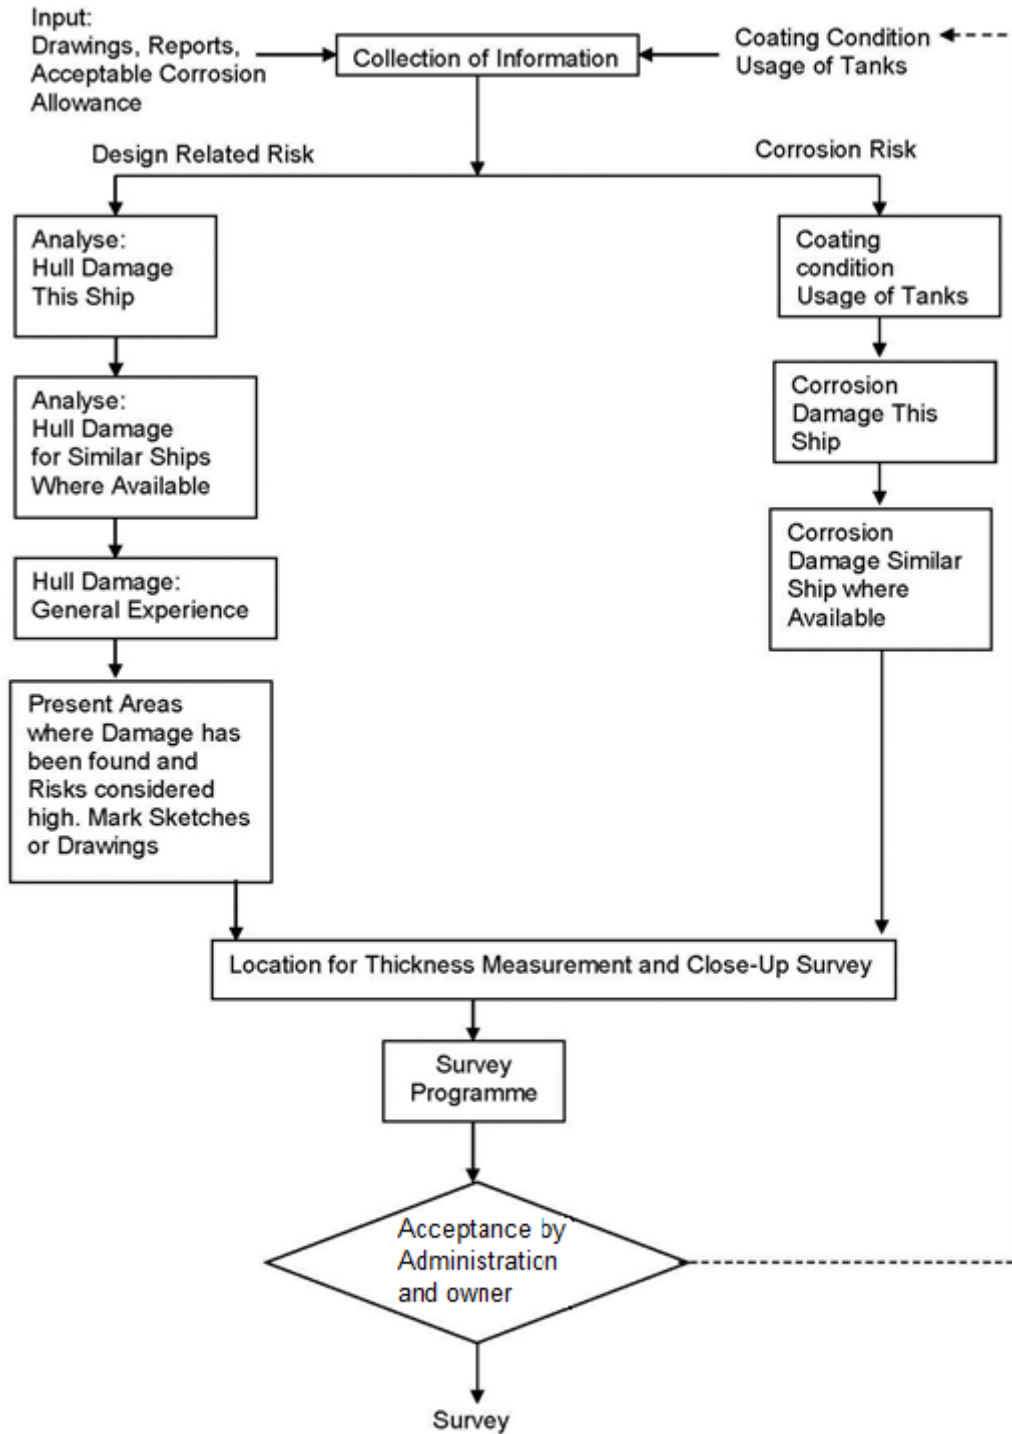 Input:
Drawings, Reports,
Acceptable Corrosion
Allowance
Collection of Information
Coating Condition
Usage of Tanks
Design Related Risk
Corrosion Risk
Analyse:
Hull Damage
This Ship
Analyse:
Hull Damage
for Similar Ships
Where Available
Hull Damage:
General Experience
Present Areas
where Damage has
been found and
Risks considered
high. Mark Sketches
or Drawings
Coating
condition
Usage of Tanks
Corrosion
Damage This
Ship
Corrosion
Damage Similar
Ship where
Available
Location for Thickness Measurement and Close-Up Survey
Survey
Programme
Acceptance by
Administration
and owner
Survey